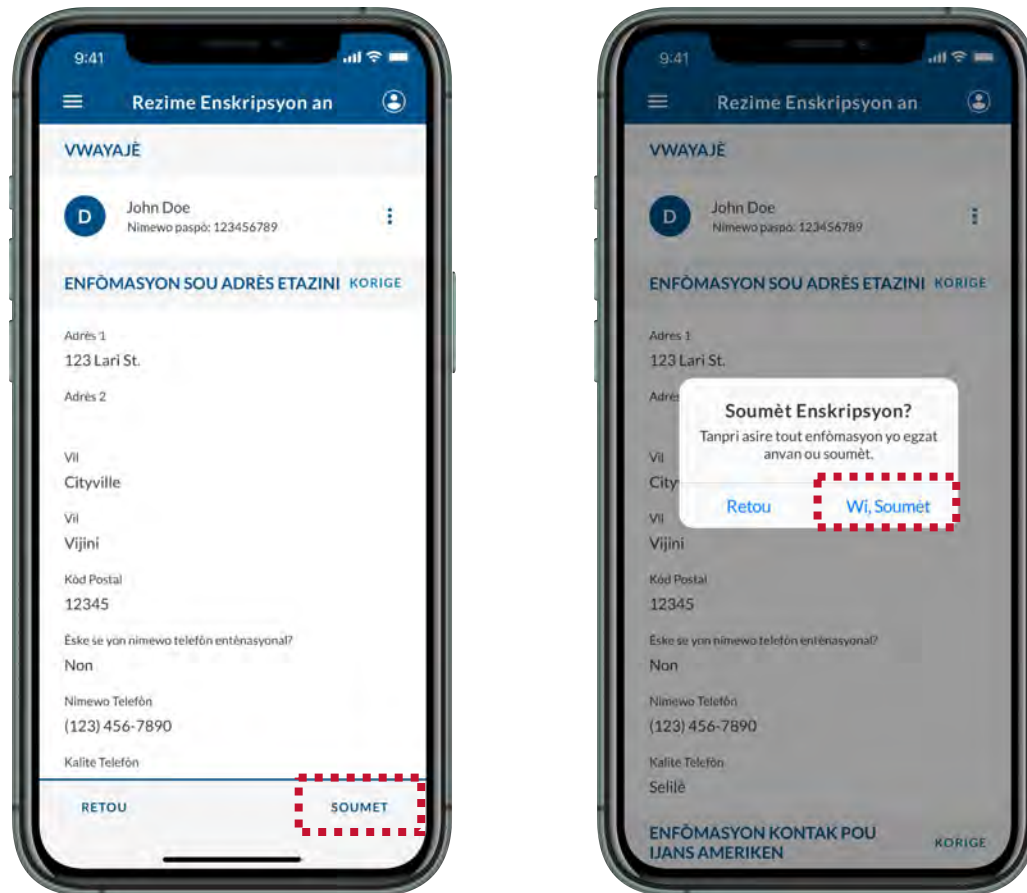 9:41
Rezime Enskripsyon an
VWAYAJÈ
D
John Doe
Nimewo paspò: 123456789
ENFÒMASYON SOU ADRÈS ETAZINI KORIGE
Adrès 1
123 Lari St.
Adrès 2
Vil
Cityville
Vil
Vijini
Kòd Postal
12345
Èske se yon nimewo telefòn entènasyonal?
Non
Nimewo Telefòn
(123) 456-7890
Kalite Telefòn
RETOU SOUMET
9:41
Rezime Enskripsyon an
VWAYAJÈ
D
John Doe
Nimewo paspò: 123456789
ENFÒMASYON SOU ADRÈS ETAZINI KORIGE
Adrès 1
123 Lari St.
Adrès
Soumèt Enskripsyon?
Tanpri asire tout enfòmasyon yo egzat
anvan ou soumèt.
Retou Wi, Soumèt
Vil
City
Vil
Vijini
Kòd Postal
12345
Èske se yon nimewo telefòn entènasyonal?
Non
Nimewo Telefòn
(123) 456-7890
Kalite Telefòn
Selilè
ENFÒMASYON KONTAK POU
IJANS AMERIKEN KORIGE